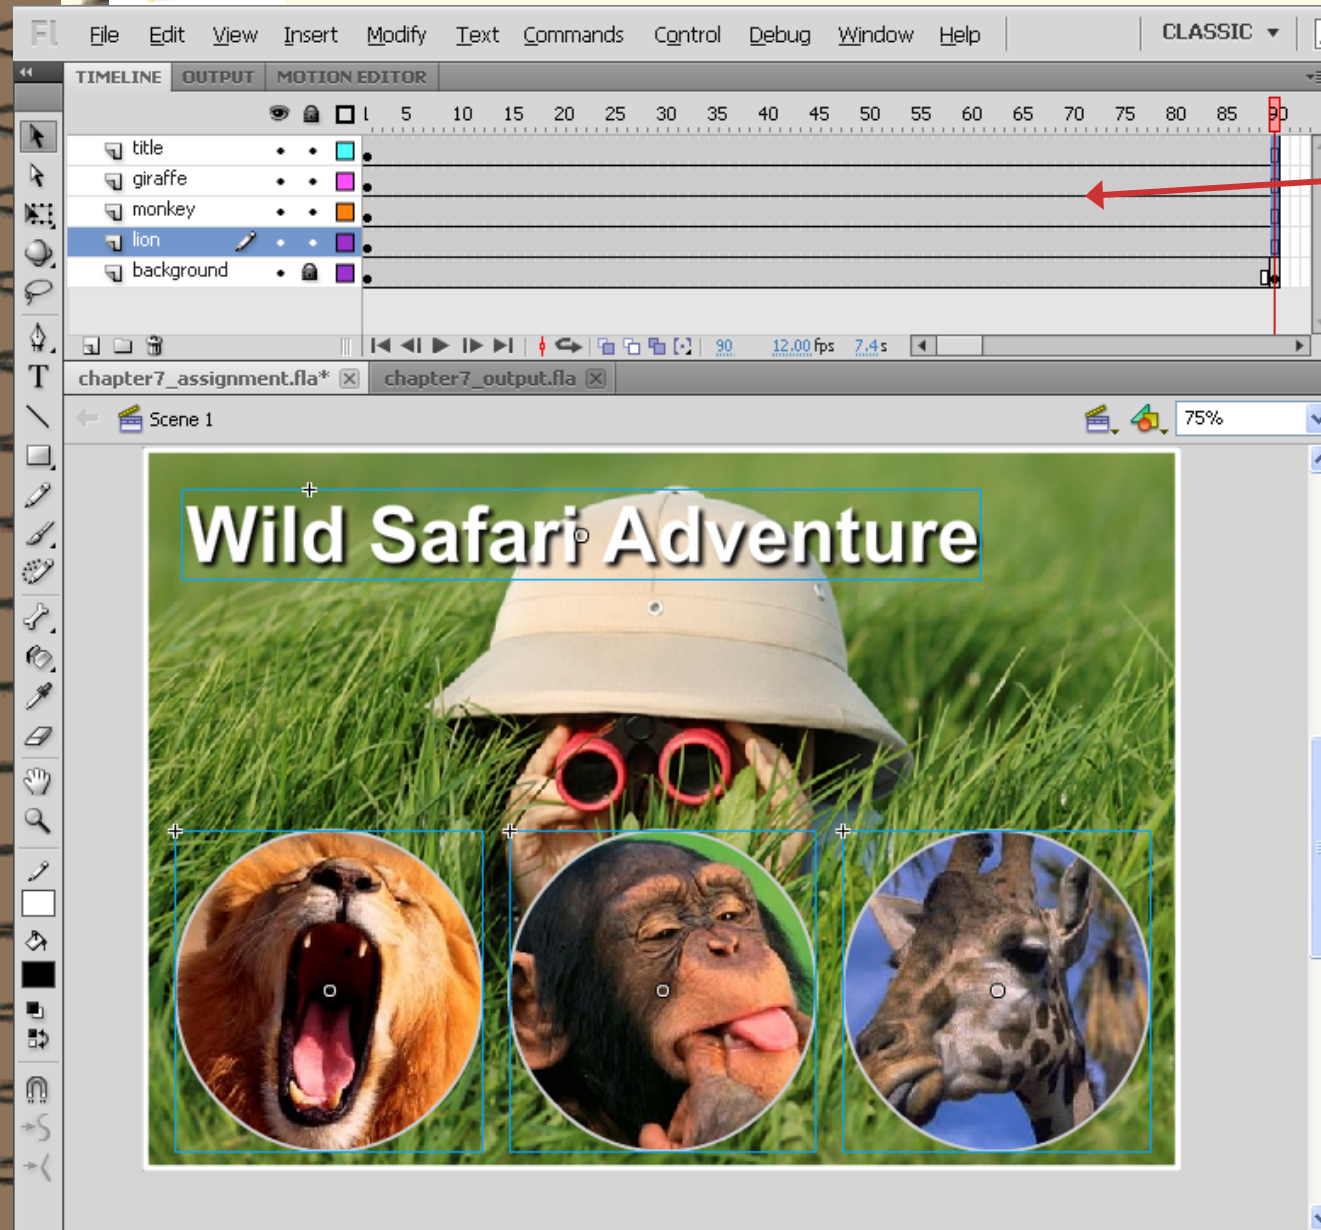 Fl File Edit View Insert Modify Text Commands Control Debug Window Help CLASSIC
TIMELINE OUTPUT MOTION EDITOR
5 10 15 20 25 30 35 40 45 50 55 60 65 70 75 80 85 90
title
giraffe
monkey
lion
background
90 12.00 fps 7.4 s
chapter7_assignment.fla* chapter7_output.fla
Scene 1 75%
Wild Safari Adventure
T